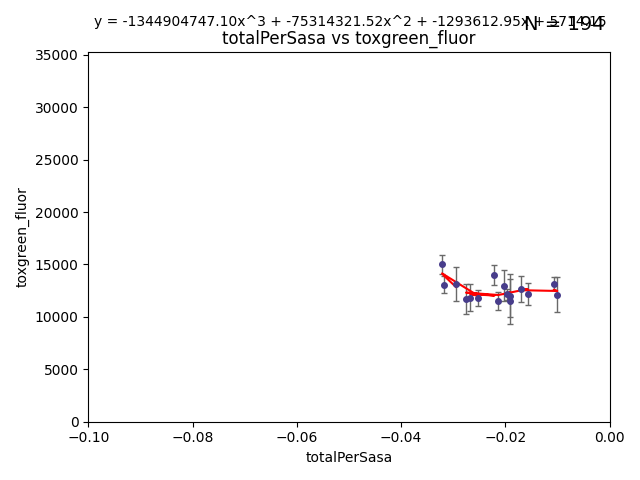 y = -1344904747.10x^3 + -75314321.52x^2 + -1293612.95x + 5714.15
N = 194
totalPerSasa vs toxgreen_fluor
35000
30000
25000
20000
15000
10000
5000
0
toxgreen_fluor
−0.10 −0.08 −0.06 −0.04 −0.02 0.00
totalPerSasa